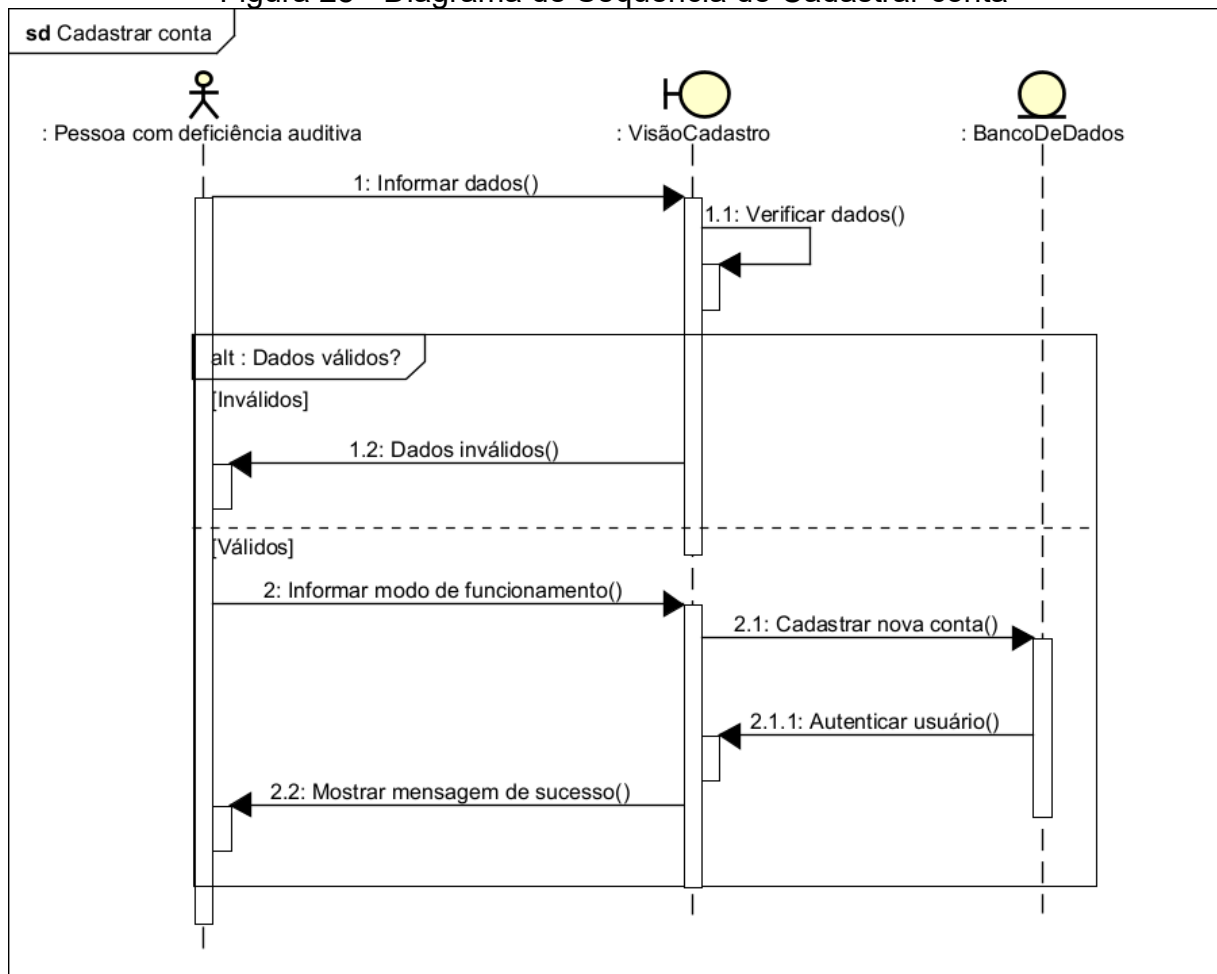 sd Cadastrar conta
: Pessoa com deficiência auditiva
: VisãoCadastro
: BancoDeDados
1: Informar dados()
1.1: Verificar dados()
alt : Dados válidos?
[Inválidos]
1.2: Dados inválidos()
[Válidos]
2: Informar modo de funcionamento()
2.1: Cadastrar nova conta()
2.1.1: Autenticar usuário()
2.2: Mostrar mensagem de sucesso()